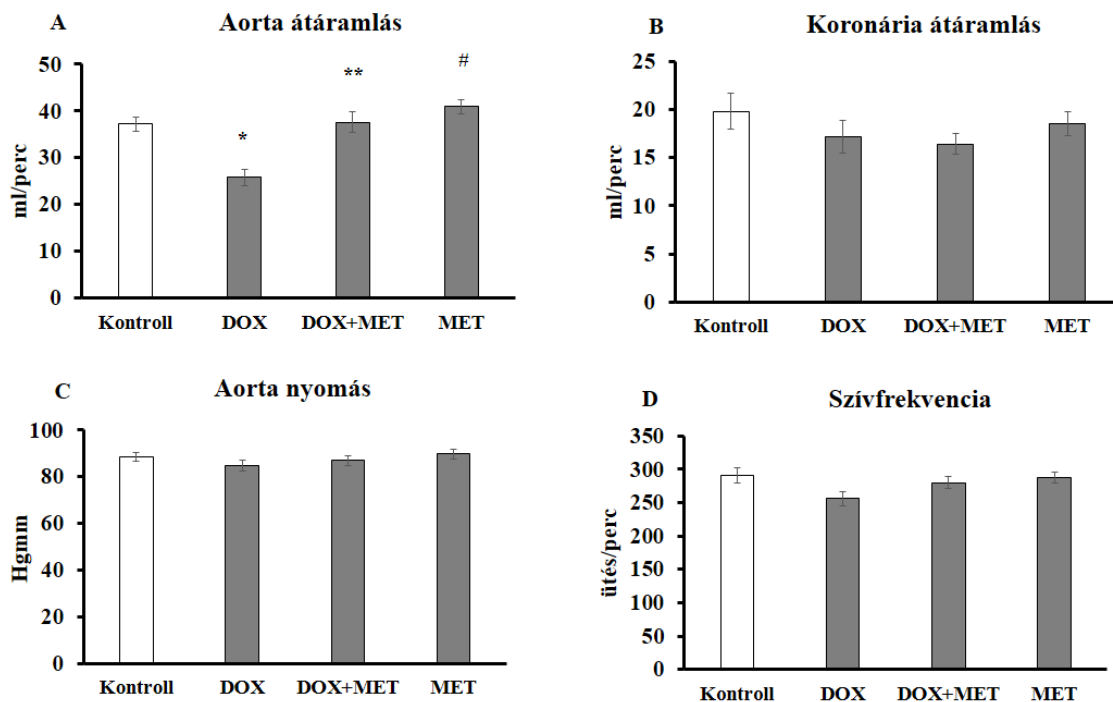 A
Aorta átáramlás
50
40
30
20
10
0
ml/perc
*
**
#
Kontroll DOX DOX+MET MET
B
Koronária átáramlás
25
20
15
10
5
0
ml/perc
Kontroll DOX DOX+MET MET
C
Aorta nyomás
100
80
60
40
20
0
Hgmm
Kontroll DOX DOX+MET MET
D
Szívfrekvencia
350
300
250
200
150
100
50
0
ütés/perc
Kontroll DOX DOX+MET MET